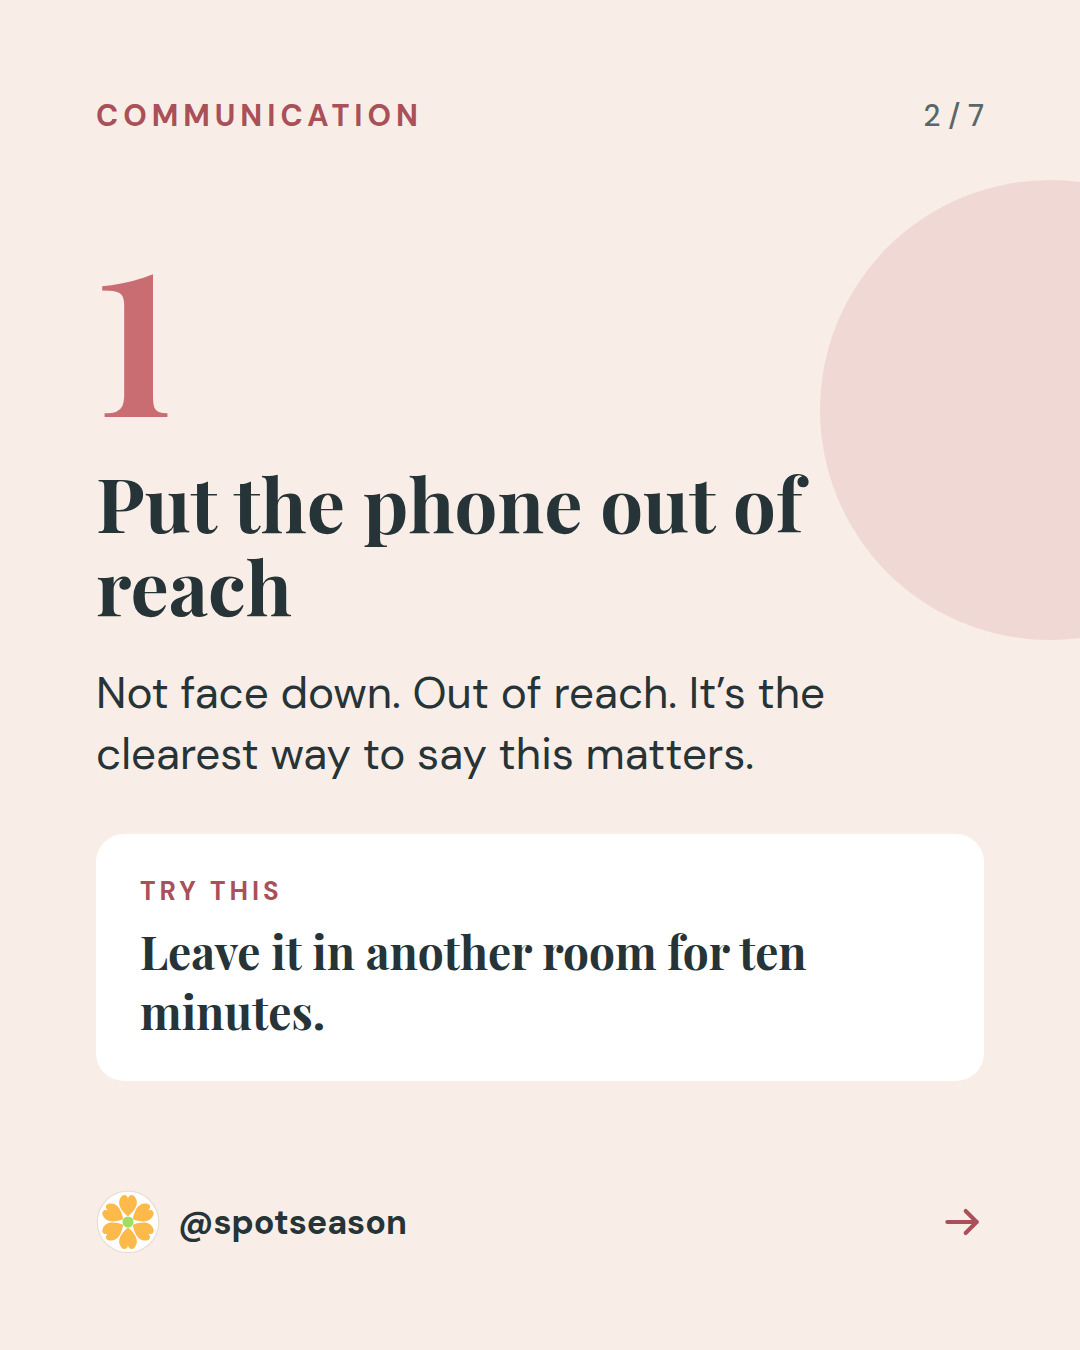 COMMUNICATION
2 / 7
1
Put the phone out of
reach
Not face down. Out of reach. It’s the
clearest way to say this matters.
TRY THIS
Leave it in another room for ten
minutes.
@spotseason